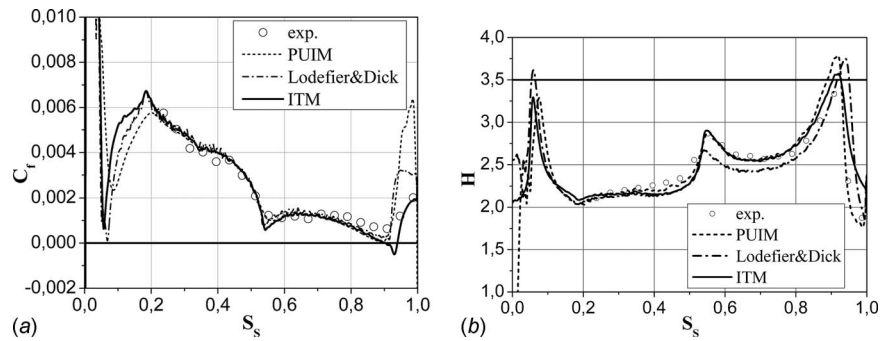 0,010
0,008
0,006
0,004
0,002
0,000
-0,002
C_f
0,0 0,2 0,4 0,6 0,8 1,0
S_S
exp.
PUIM
Lodefier&Dick
ITM
(a)
4,0
3,5
3,0
2,5
2,0
1,5
1,0
H
0,0 0,2 0,4 0,6 0,8 1,0
S_S
exp.
PUIM
Lodefier&Dick
ITM
(b)